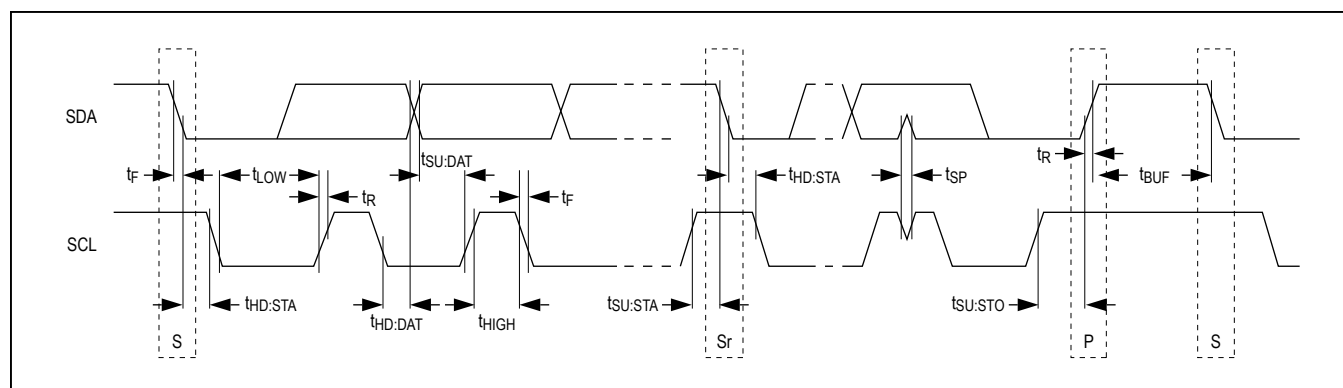 SDA
tF
tLOW
tR
tSU:DAT
tF
tHD:STA
tSP
tR
tBUF
SCL
tHD:STA
tHD:DAT
tHIGH
tSU:STA
tSU:STO
S
Sr
P
S